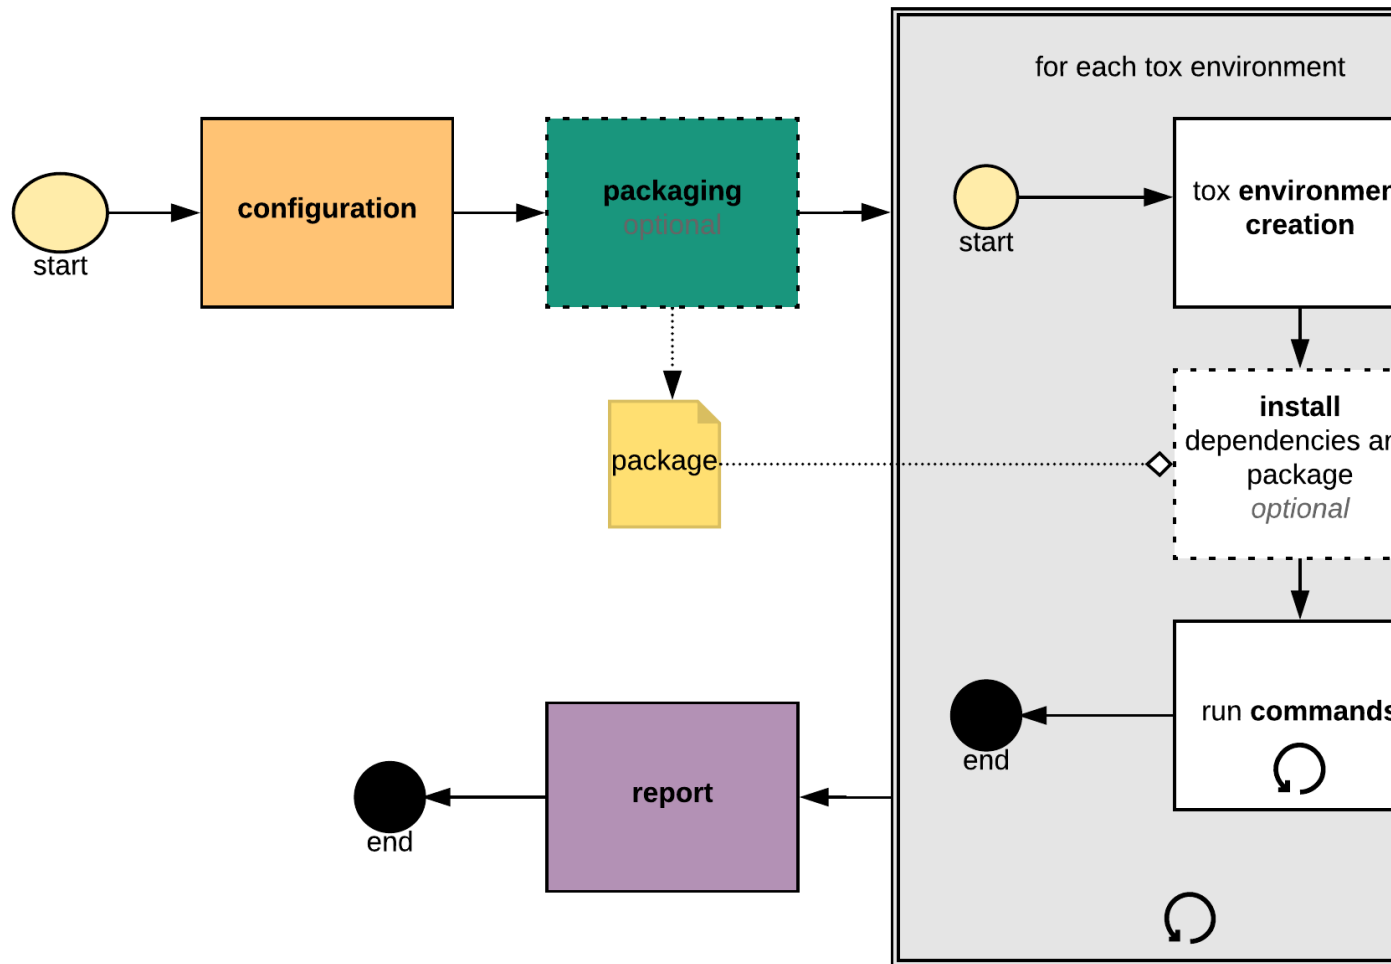 for each tox environment
start
configuration
packaging
optional
start
tox environmen
creation
package
install
dependencies an
package
optional
report
end
run commands
end